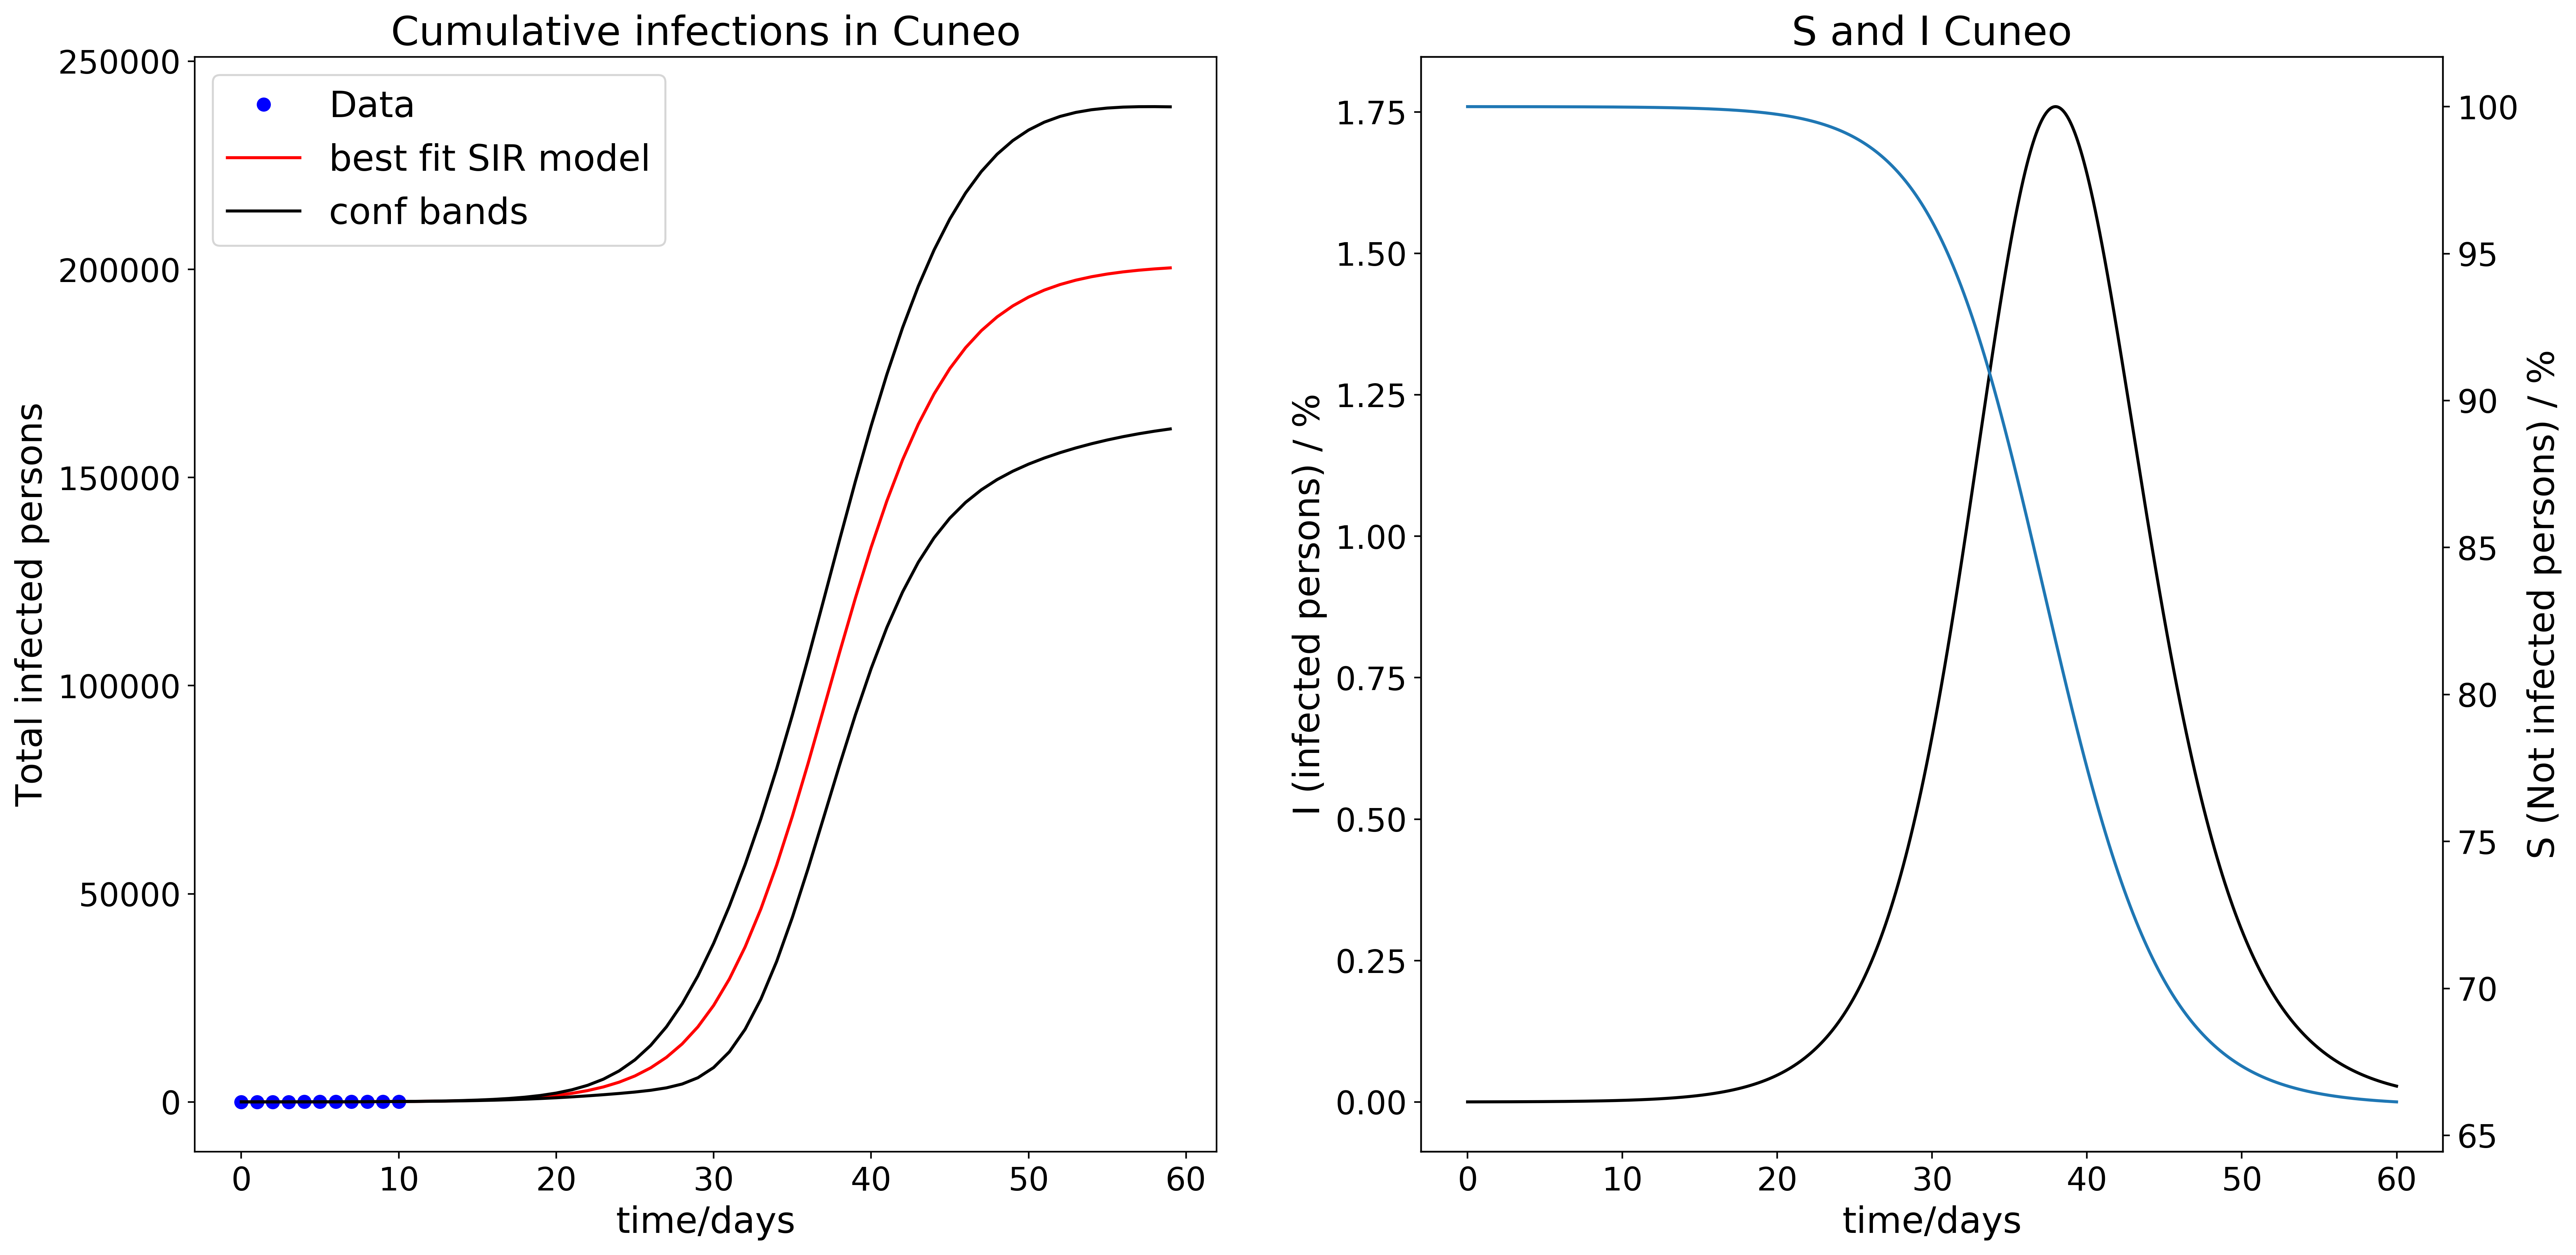 Cumulative infections in Cuneo
250000
200000
150000
100000
50000
0
Total infected persons
Data
best fit SIR model
conf bands
0 10 20 30 40 50 60
time/days
S and I Cuneo
1.75
1.50
1.25
1.00
0.75
0.50
0.25
0.00
I (infected persons) / %
100
95
90
85
80
75
70
65
S (Not infected persons) / %
0 10 20 30 40 50 60
time/days